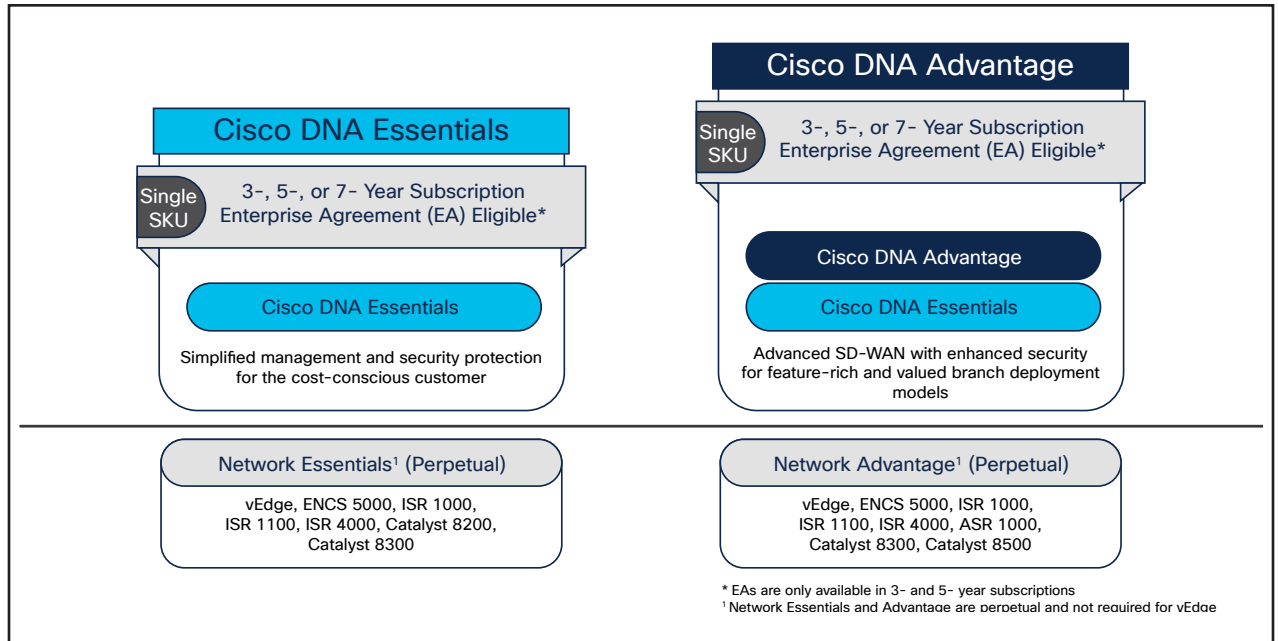 Cisco DNA Essentials
Single
SKU
3-, 5-, or 7- Year Subscription
Enterprise Agreement (EA) Eligible*
Cisco DNA Essentials
Simplified management and security protection
for the cost-conscious customer
Cisco DNA Advantage
Single
SKU
3-, 5-, or 7- Year Subscription
Enterprise Agreement (EA) Eligible*
Cisco DNA Advantage
Cisco DNA Essentials
Advanced SD-WAN with enhanced security
for feature-rich and valued branch deployment
models
Network Essentials¹ (Perpetual)
vEdge, ENCS 5000, ISR 1000,
ISR 1100, ISR 4000, Catalyst 8200,
Catalyst 8300
Network Advantage¹ (Perpetual)
vEdge, ENCS 5000, ISR 1000,
ISR 1100, ISR 4000, ASR 1000,
Catalyst 8300, Catalyst 8500
* EAs are only available in 3- and 5- year subscriptions
¹ Network Essentials and Advantage are perpetual and not required for vEdge